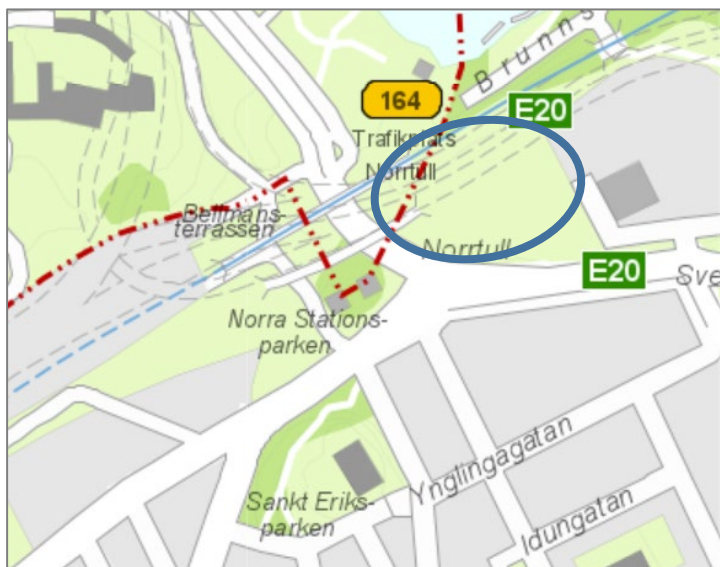 Brunns
164
E20
Trafikplats
Norrtull
Bellmans-
terrassen
Norrtull
E20
Sve
Norra Stations-
parken
Ynglingagatan
Sankt Eriks-
parken
Idungatan